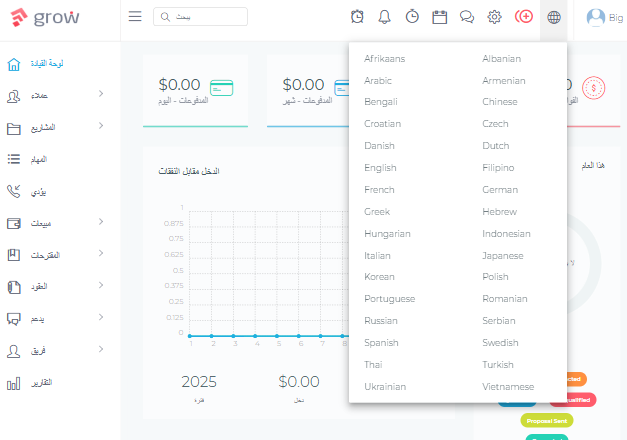 grow
يبحث
Big
لوحة القيادة
عملاء
المشاريع
المهام
يؤدي
مبيعات
المقترحات
العقود
يدعم
فريق
التقارير
$0.00
المدفوعات - اليوم
$0.00
المدفوعات - شهر
الدخل مقابل النفقات
1
0.875
0.75
0.625
0.5
0.375
0.25
0.125
0
1 2 3 4 5 6 7 8
2025
فترة
$0.00
دخل
Afrikaans Albanian
Arabic Armenian
Bengali Chinese
Croatian Czech
Danish Dutch
English Filipino
French German
Greek Hebrew
Hungarian Indonesian
Italian Japanese
Korean Polish
Portuguese Romanian
Russian Serbian
Spanish Swedish
Thai Turkish
Ukrainian Vietnamese
هذا العام
Proposal Sent